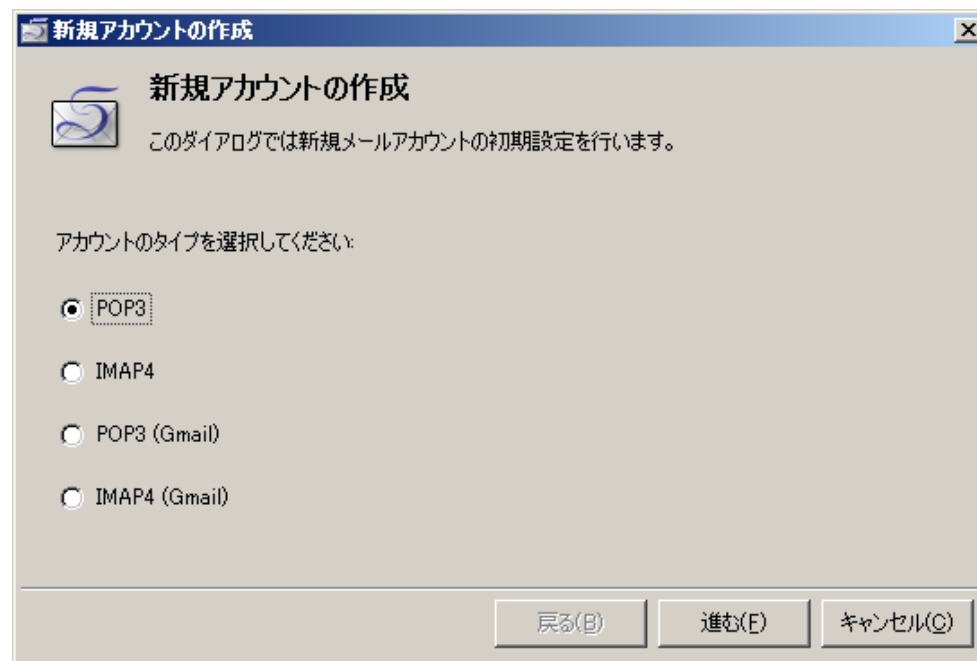 新規アカウントの作成
新規アカウントの作成
このダイアログでは新規メールアカウントの初期設定を行います。
アカウントのタイプを選択してください:
POP3
IMAP4
POP3 (Gmail)
IMAP4 (Gmail)
戻る(B) 進む(F) キャンセル(C)